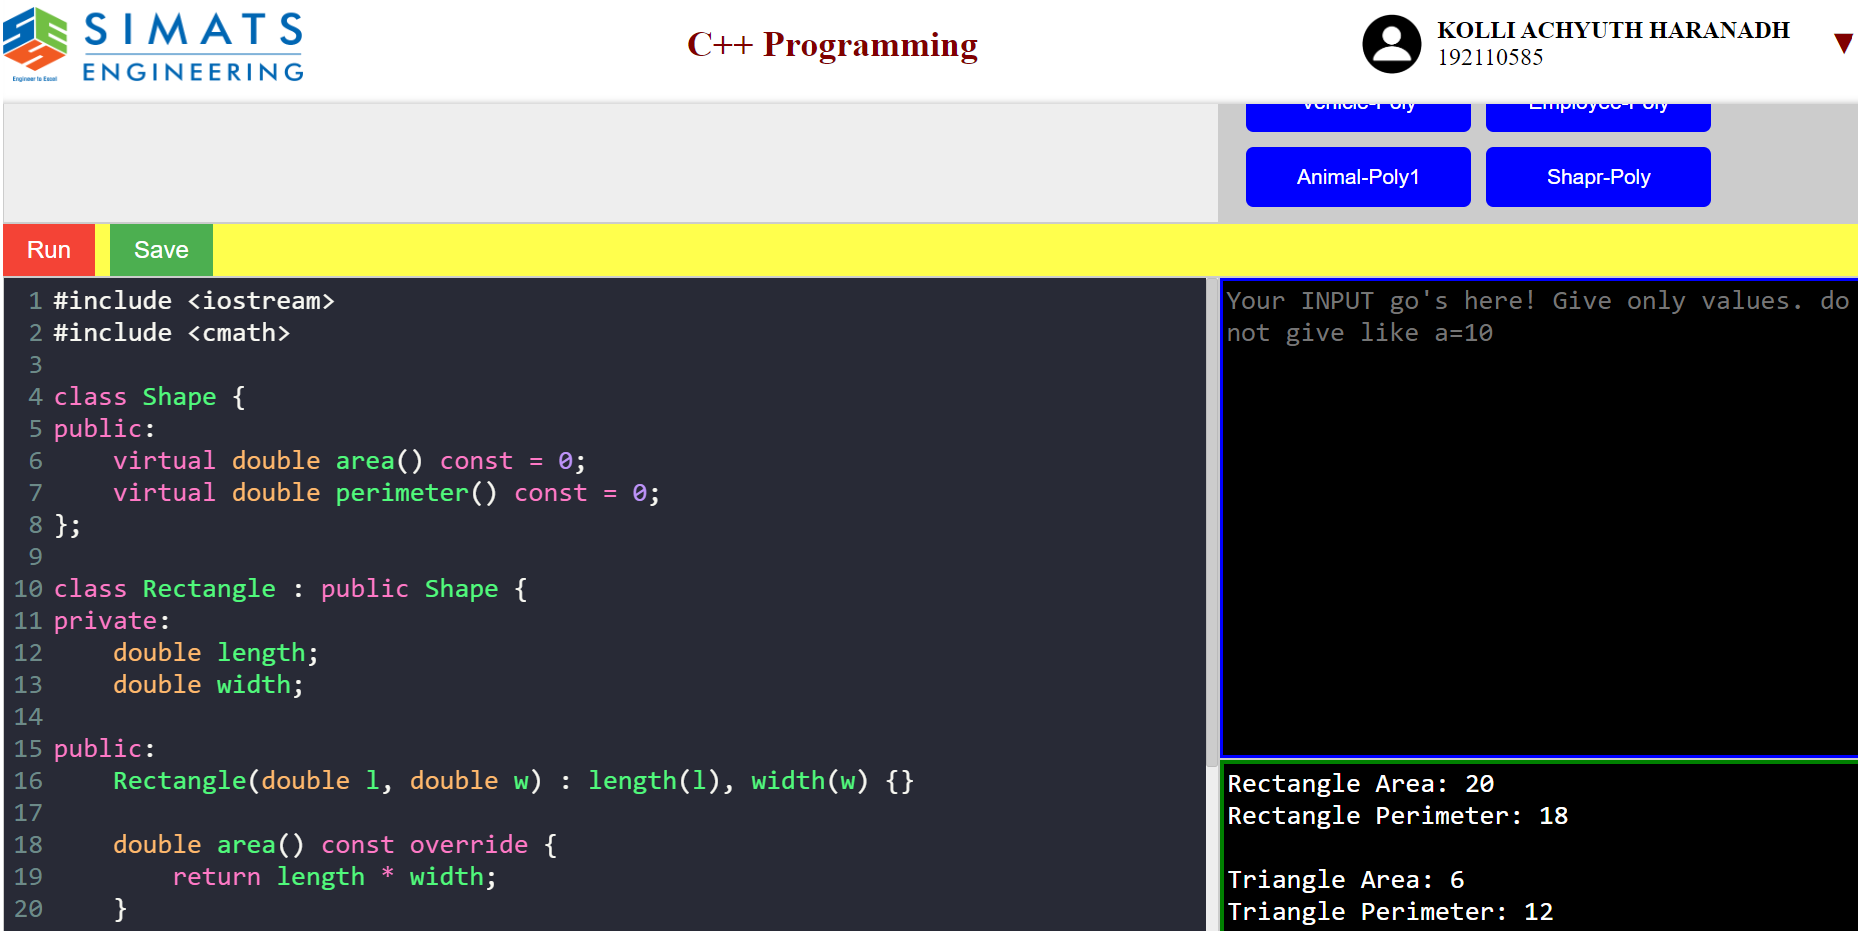 SIMATS
ENGINEERING
Engineer to Excel
C++ Programming
KOLLI ACHYUTH HARANADH
192110585
Vehicle-Poly
Employee-Poly
Animal-Poly1
Shapr-Poly
Run
Save
1 #include <iostream>
2 #include <cmath>
3
4 class Shape {
5 public:
6     virtual double area() const = 0;
7     virtual double perimeter() const = 0;
8 };
9
10 class Rectangle : public Shape {
11 private:
12     double length;
13     double width;
14
15 public:
16     Rectangle(double l, double w) : length(l), width(w) {}
17
18     double area() const override {
19         return length * width;
20     }
Your INPUT go's here! Give only values. do
not give like a=10
Rectangle Area: 20
Rectangle Perimeter: 18
Triangle Area: 6
Triangle Perimeter: 12